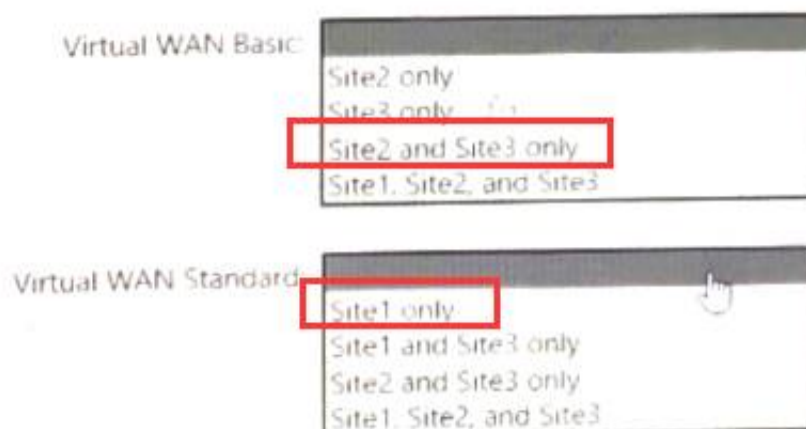 Virtual WAN Basic:
Site2 only
Site3 only
Site2 and Site3 only
Site1, Site2, and Site3
Virtual WAN Standard:
Site1 only
Site1 and Site3 only
Site2 and Site3 only
Site1, Site2, and Site3